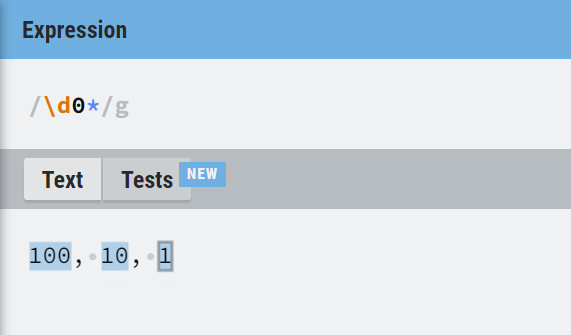 Expression
/\d0*/g
Text Tests NEW
100, 10, 1